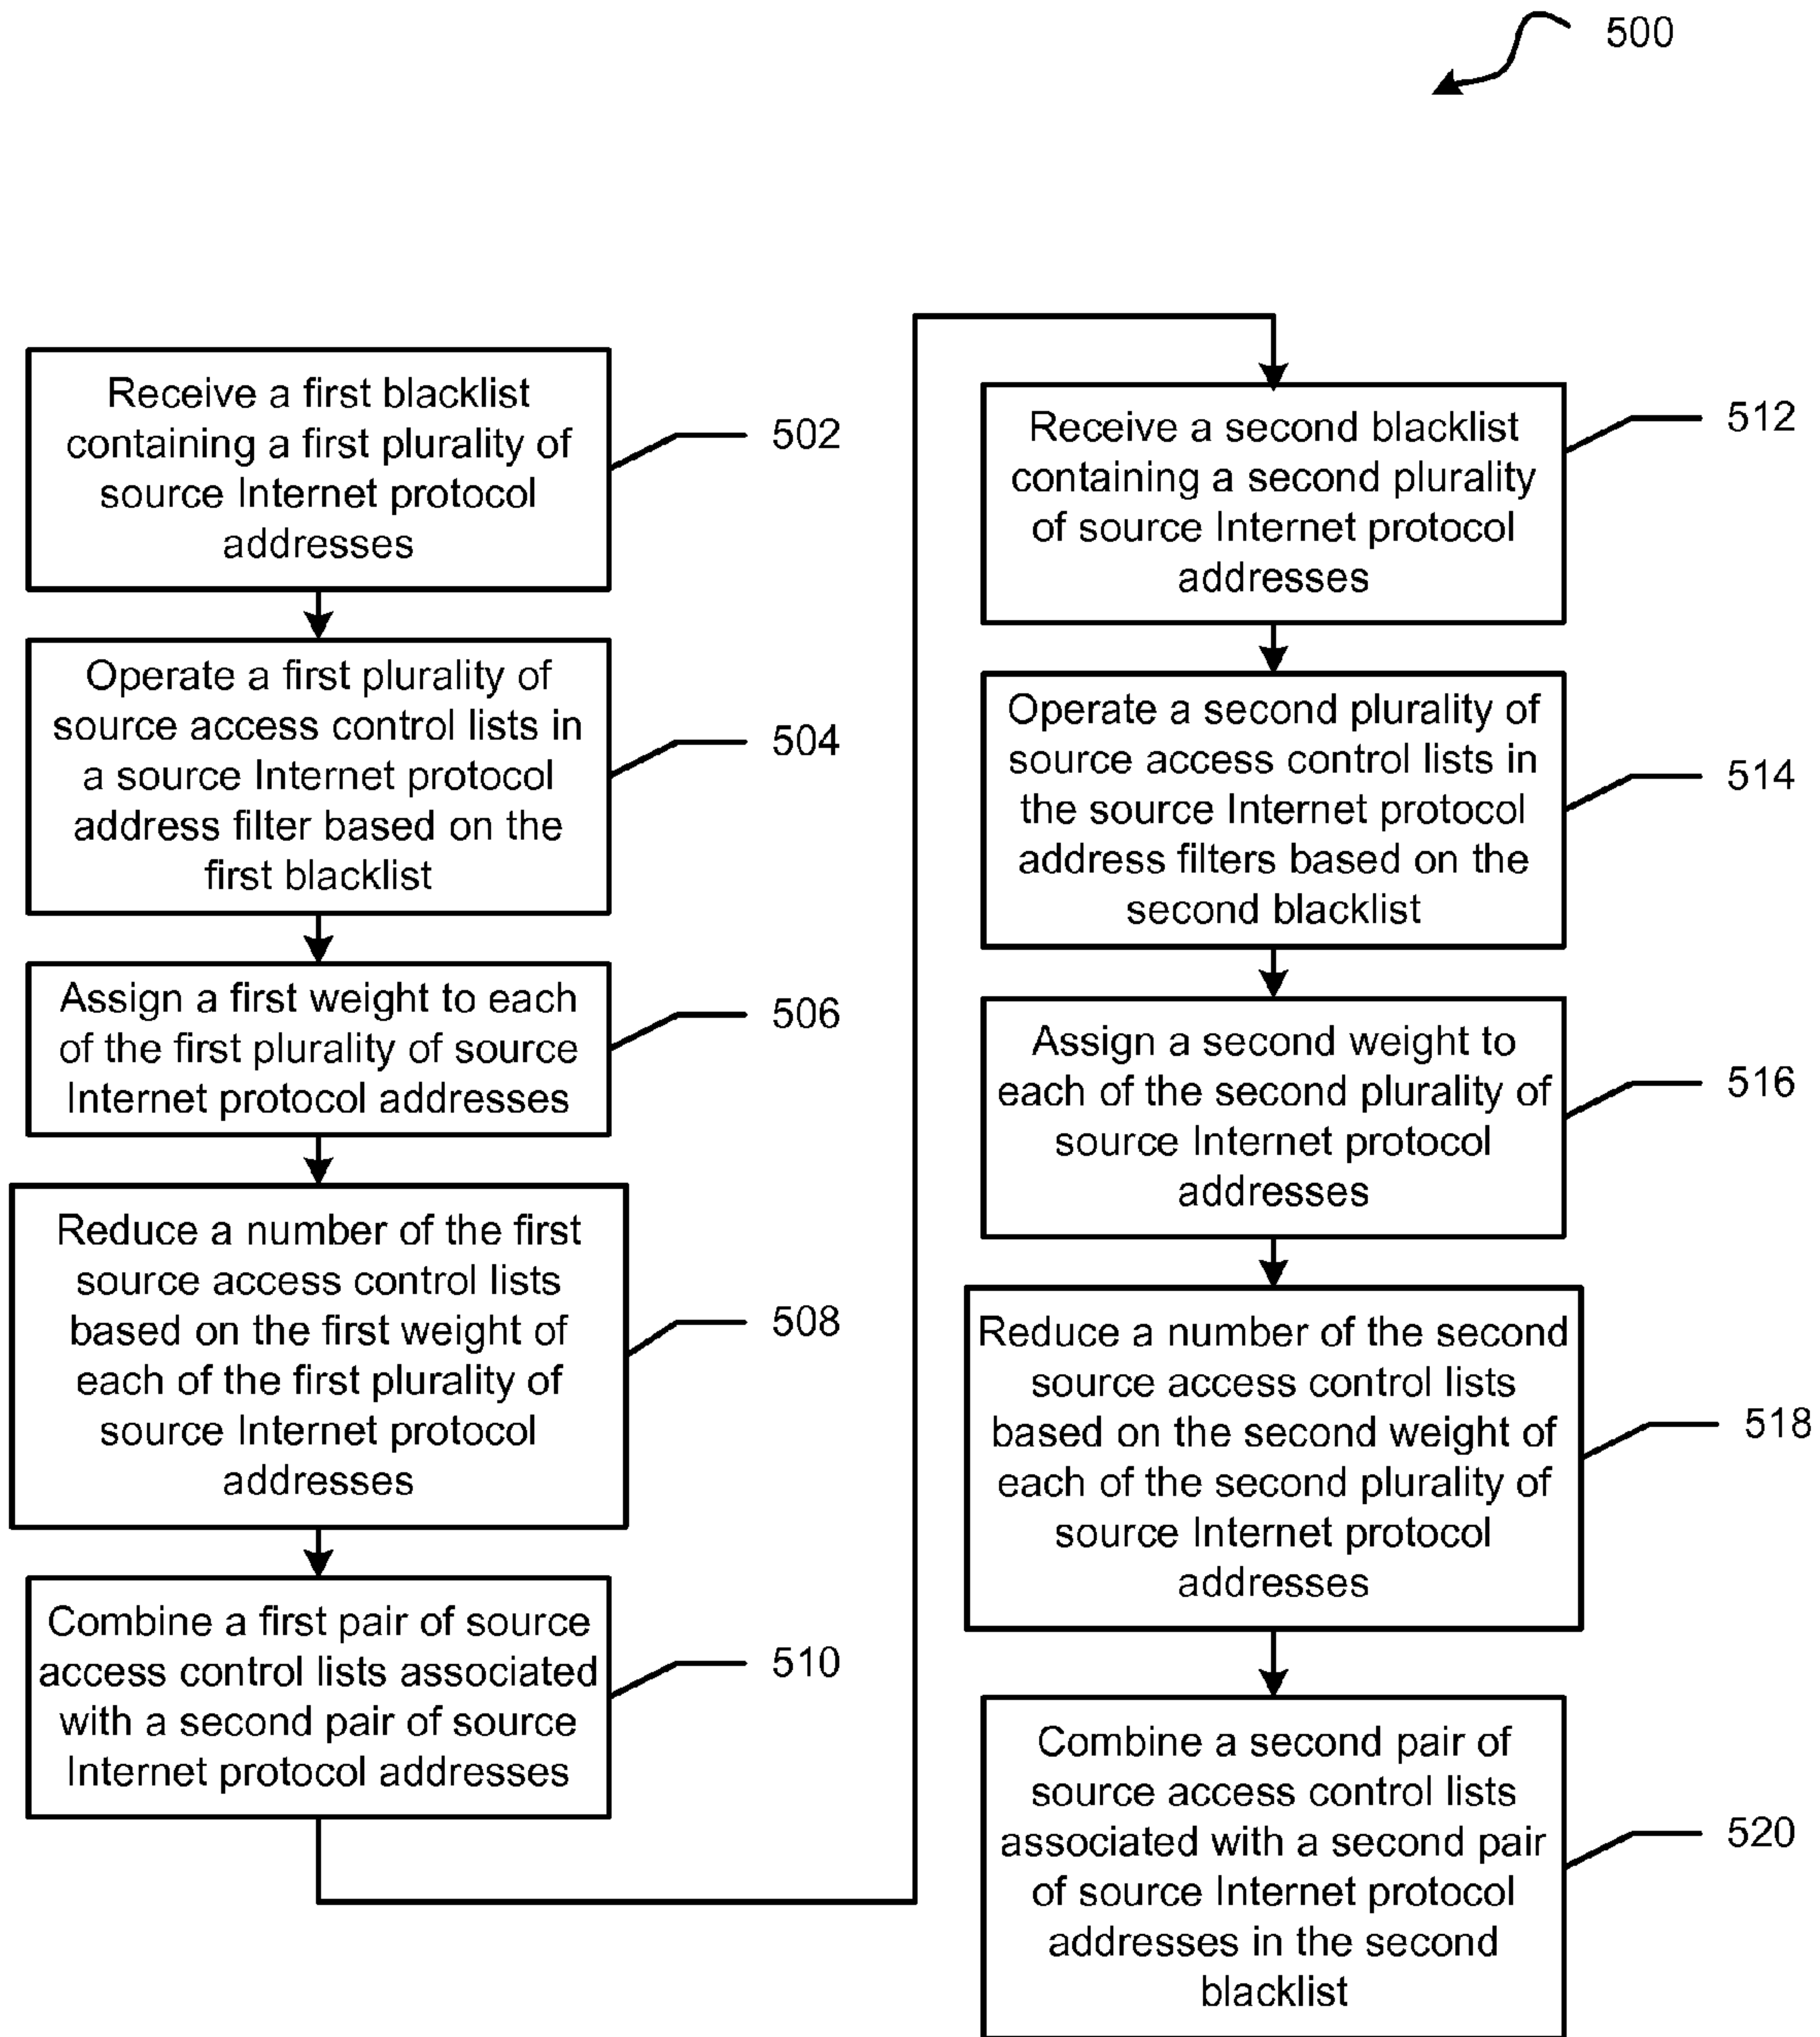 500
Receive a first blacklist
containing a first plurality of
source Internet protocol
addresses
502
Operate a first plurality of
source access control lists in
a source Internet protocol
address filter based on the
first blacklist
504
Assign a first weight to each
of the first plurality of source
Internet protocol addresses
506
Reduce a number of the first
source access control lists
based on the first weight of
each of the first plurality of
source Internet protocol
addresses
508
Combine a first pair of source
access control lists associated
with a second pair of source
Internet protocol addresses
510
Receive a second blacklist
containing a second plurality
of source Internet protocol
addresses
512
Operate a second plurality of
source access control lists in
the source Internet protocol
address filters based on the
second blacklist
514
Assign a second weight to
each of the second plurality of
source Internet protocol
addresses
516
Reduce a number of the second
source access control lists
based on the second weight of
each of the second plurality of
source Internet protocol
addresses
518
Combine a second pair of
source access control lists
associated with a second pair
of source Internet protocol
addresses in the second
blacklist
520